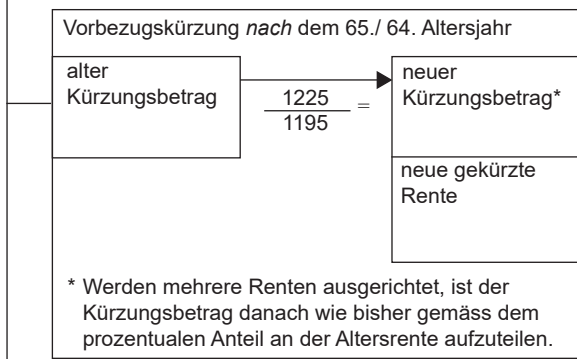 Vorbezugskürzung nach dem 65./ 64. Altersjahr
alter
Kürzungsbetrag
1225
1195
=
neuer
Kürzungsbetrag*
neue gekürzte
Rente
* Werden mehrere Renten ausgerichtet, ist der
Kürzungsbetrag danach wie bisher gemäss dem
prozentualen Anteil an der Altersrente aufzuteilen.